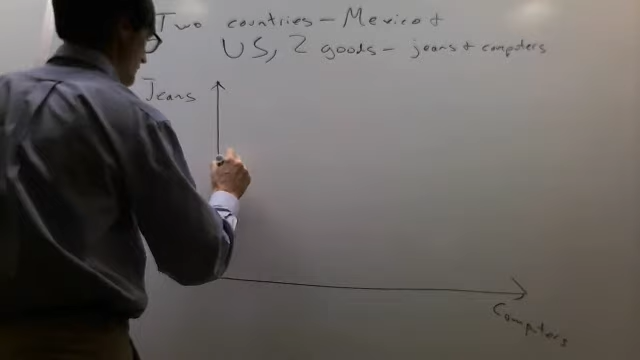 Two countries - Mexico +
US, 2 goods - jeans + computers
Jeans
Computers